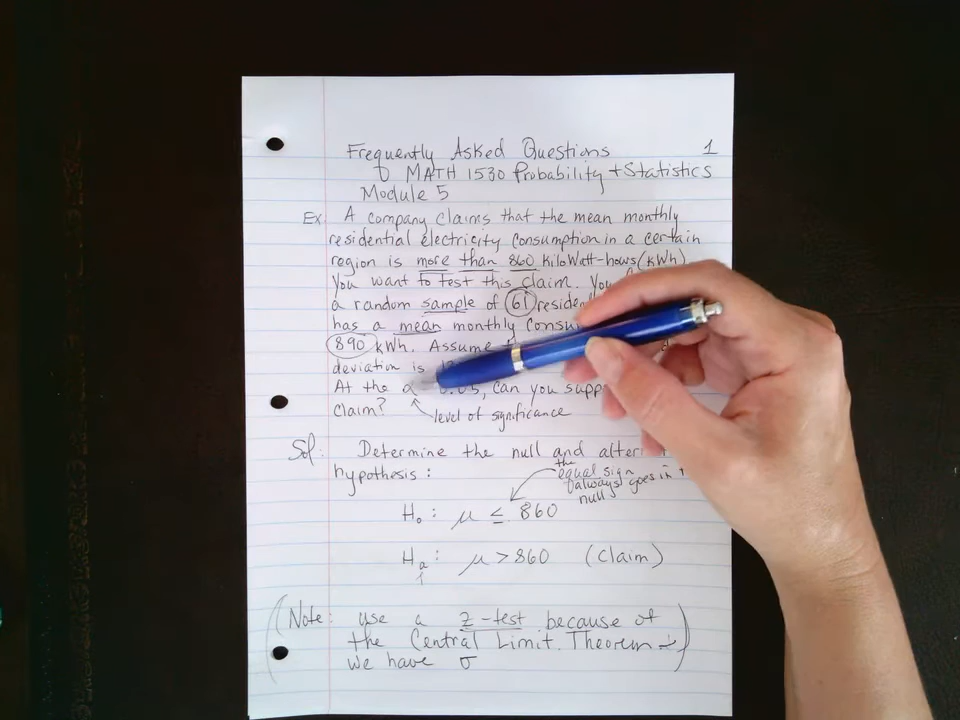 Frequently Asked Questions 1
MATH 1530 Probability + Statistics
Module 5
Ex: A company claims that the mean monthly
residential electricity consumption in a certain
region is more than 860 KiloWatt-hours (kWh)
You want to test this claim. You
a random sample of 61
has a mean monthly
890 kWh. Assume
deviation is
At the α 0.05, can you
claim? level of significance
Sol: Determine the null and
hypothesis: the
equal sign
always goes in
null
H₀: μ ≤ 860
Hₐ: μ > 860 (Claim)
(Note: use a z-test because of
the Central Limit Theorem +
we have σ)